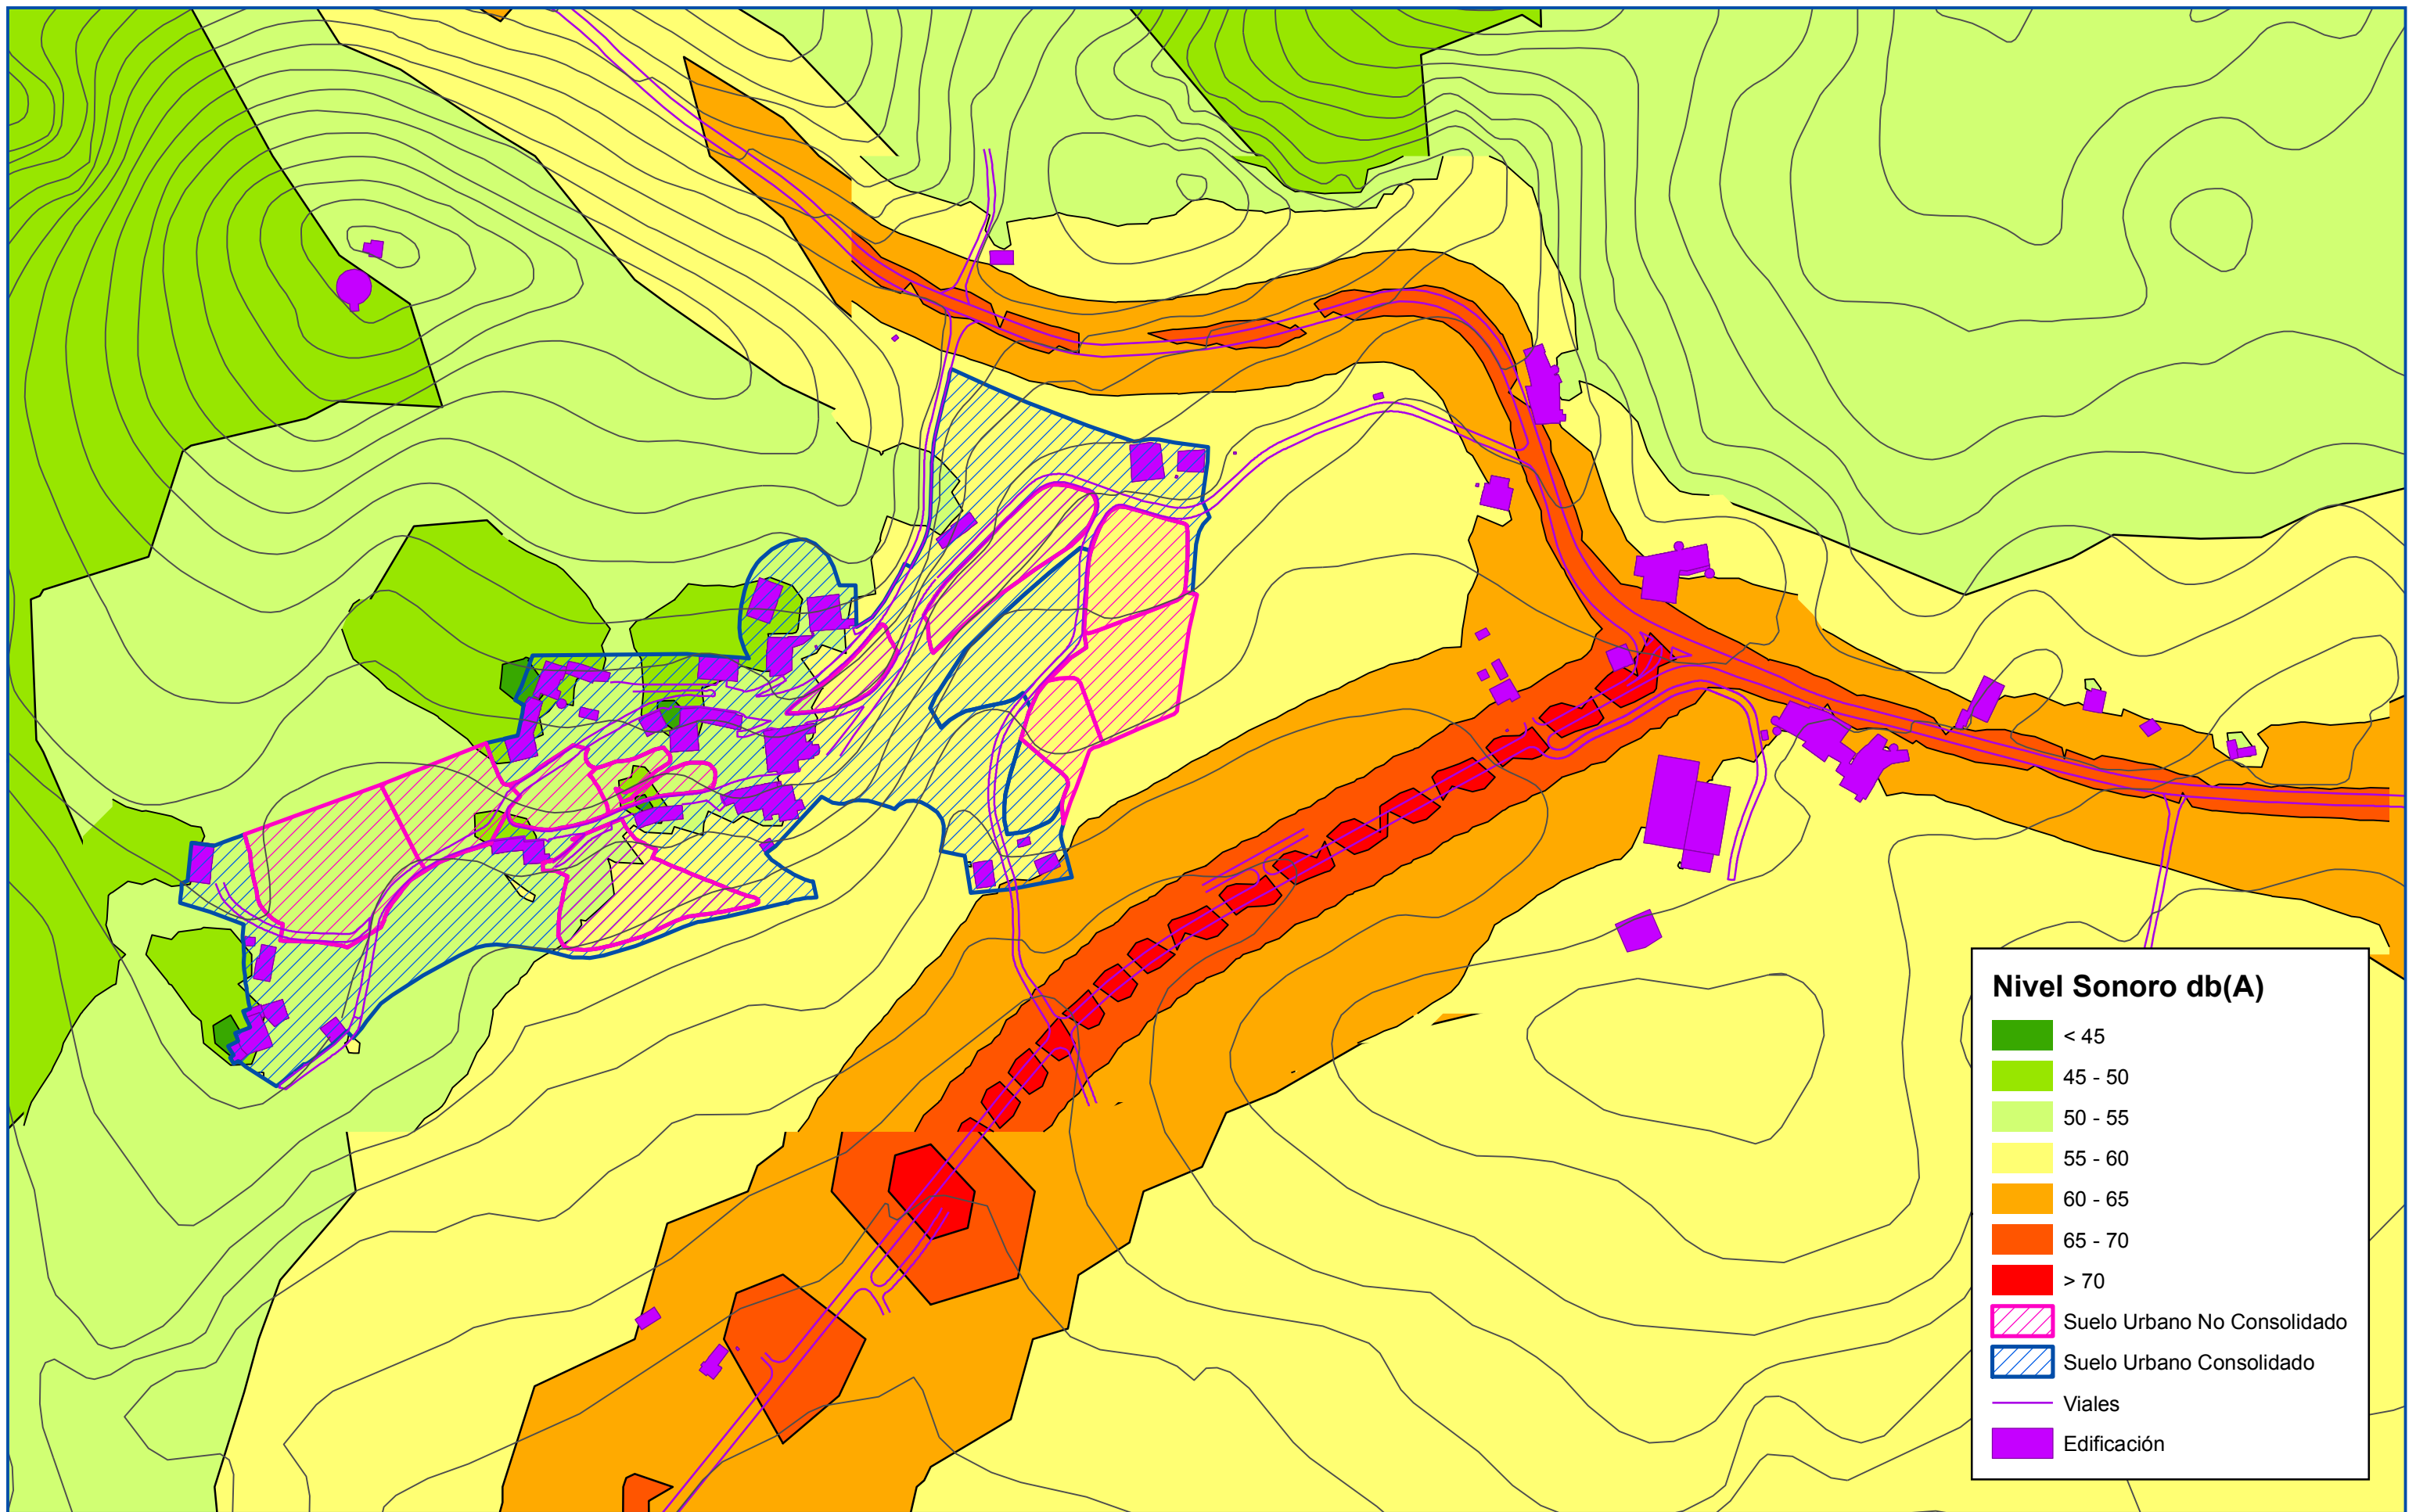 Nivel Sonoro db(A)
< 45
45 - 50
50 - 55
55 - 60
60 - 65
65 - 70
> 70
Suelo Urbano No Consolidado
Suelo Urbano Consolidado
Viales
Edificación